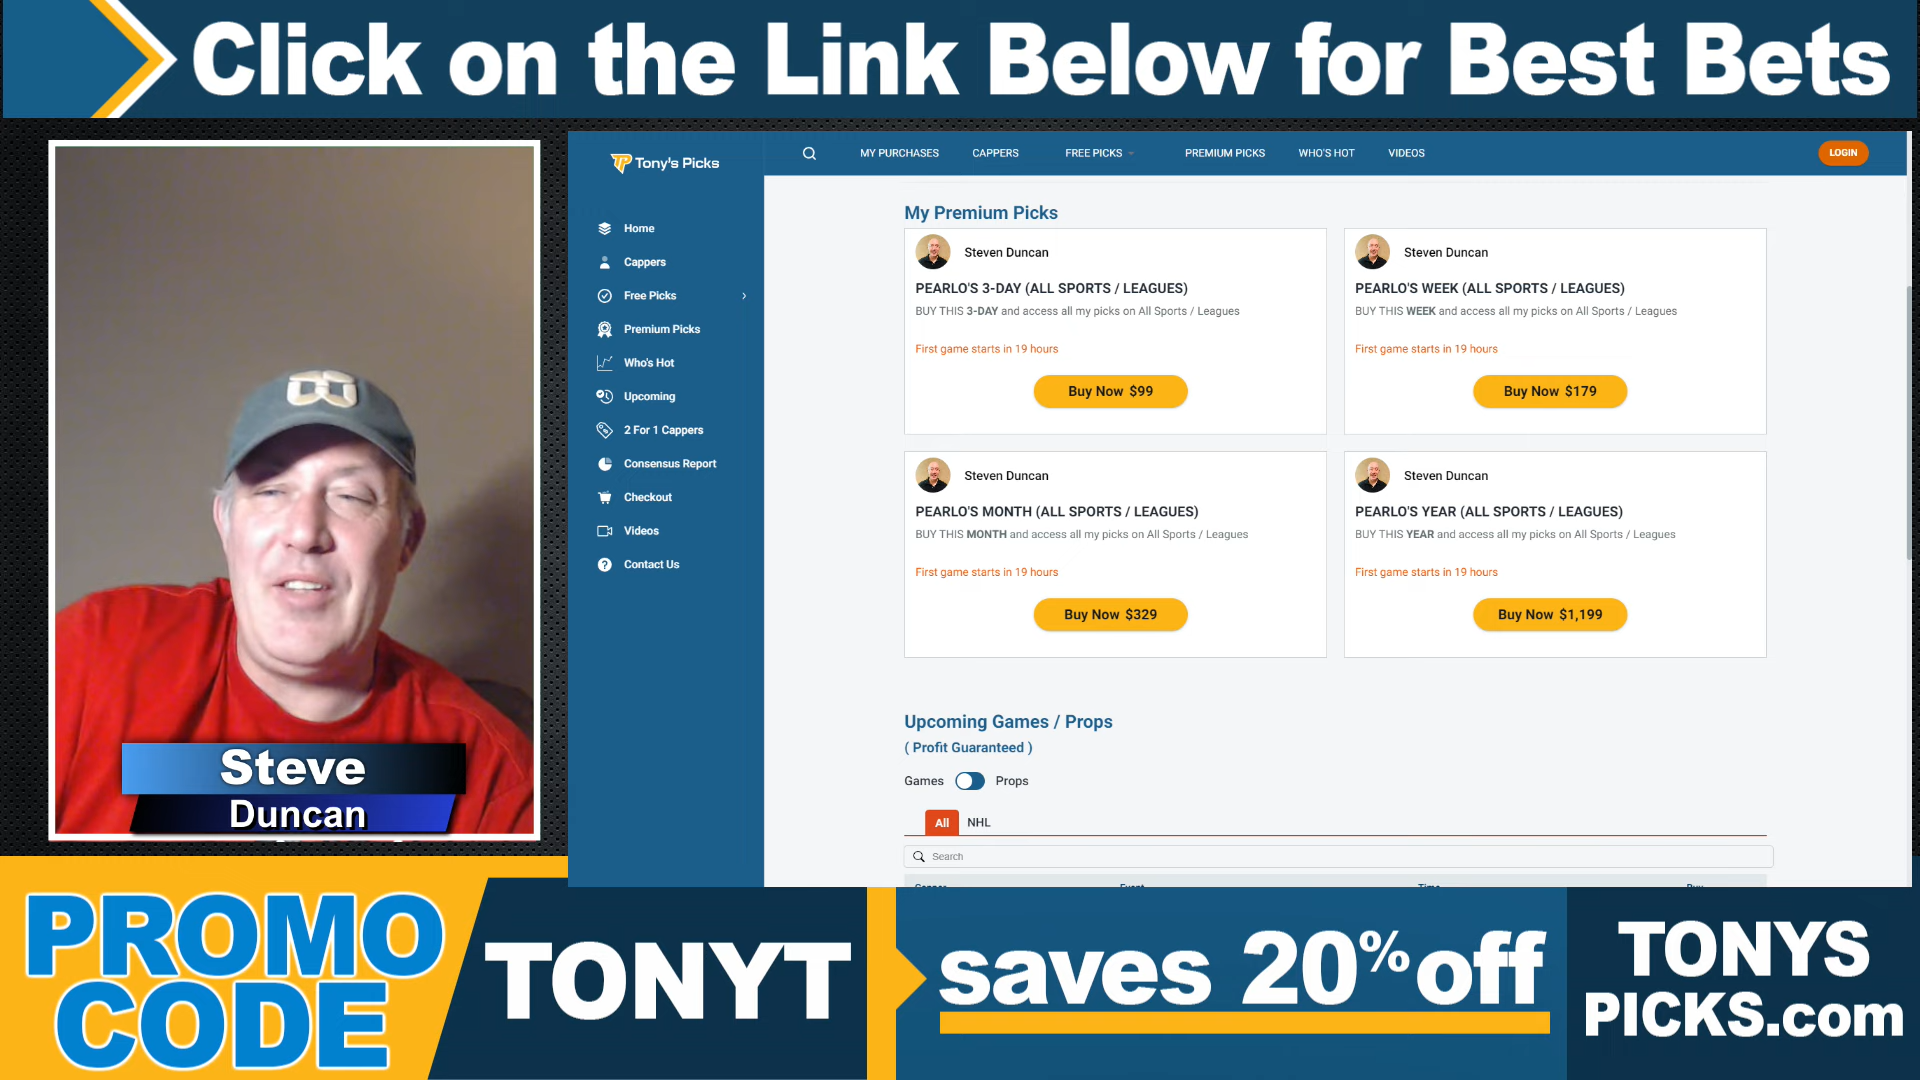 Click on the Link Below for Best Bets
Tony's Picks
MY PURCHASES
CAPPERS
FREE PICKS
PREMIUM PICKS
WHO'S HOT
VIDEOS
LOGIN
Home
Cappers
Free Picks
Premium Picks
Who's Hot
Upcoming
2 For 1 Cappers
Consensus Report
Checkout
Videos
Contact Us
My Premium Picks
Steven Duncan
PEARLO'S 3-DAY (ALL SPORTS / LEAGUES)
BUY THIS 3-DAY and access all my picks on All Sports / Leagues
First game starts in 19 hours
Buy Now $99
Steven Duncan
PEARLO'S WEEK (ALL SPORTS / LEAGUES)
BUY THIS WEEK and access all my picks on All Sports / Leagues
First game starts in 19 hours
Buy Now $179
Steven Duncan
PEARLO'S MONTH (ALL SPORTS / LEAGUES)
BUY THIS MONTH and access all my picks on All Sports / Leagues
First game starts in 19 hours
Buy Now $329
Steven Duncan
PEARLO'S YEAR (ALL SPORTS / LEAGUES)
BUY THIS YEAR and access all my picks on All Sports / Leagues
First game starts in 19 hours
Buy Now $1,199
Upcoming Games / Props
( Profit Guaranteed )
Games Props
All NHL
Search
Steve
Duncan
PROMO
CODE
TONYT
saves 20% off
TONYS
PICKS.com